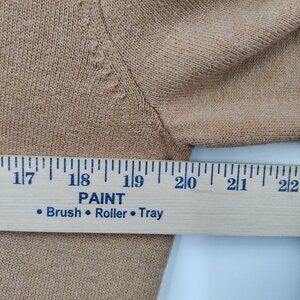 17 18 19 20 21 22
PAINT
• Brush • Roller • Tray